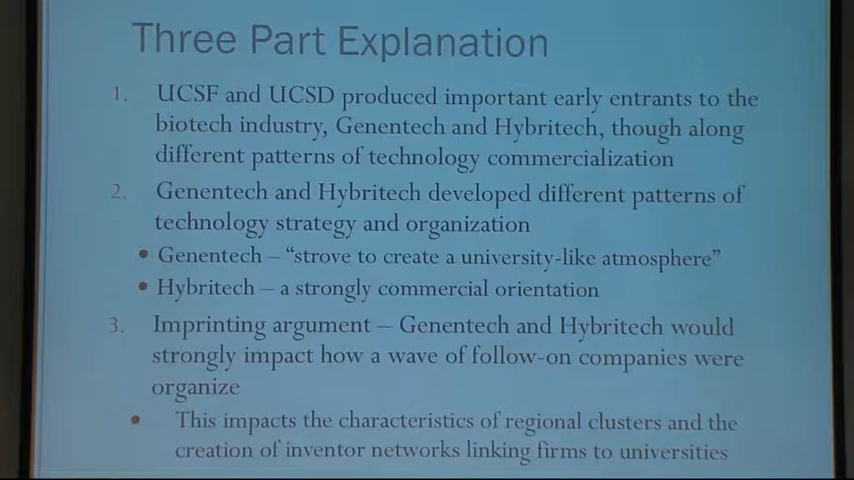 Three Part Explanation
1. UCSF and UCSD produced important early entrants to the
biotech industry, Genentech and Hybritech, though along
different patterns of technology commercialization
2. Genentech and Hybritech developed different patterns of
technology strategy and organization
• Genentech – “strove to create a university-like atmosphere”
• Hybritech – a strongly commercial orientation
3. Imprinting argument – Genentech and Hybritech would
strongly impact how a wave of follow-on companies were
organize
• This impacts the characteristics of regional clusters and the
creation of inventor networks linking firms to universities